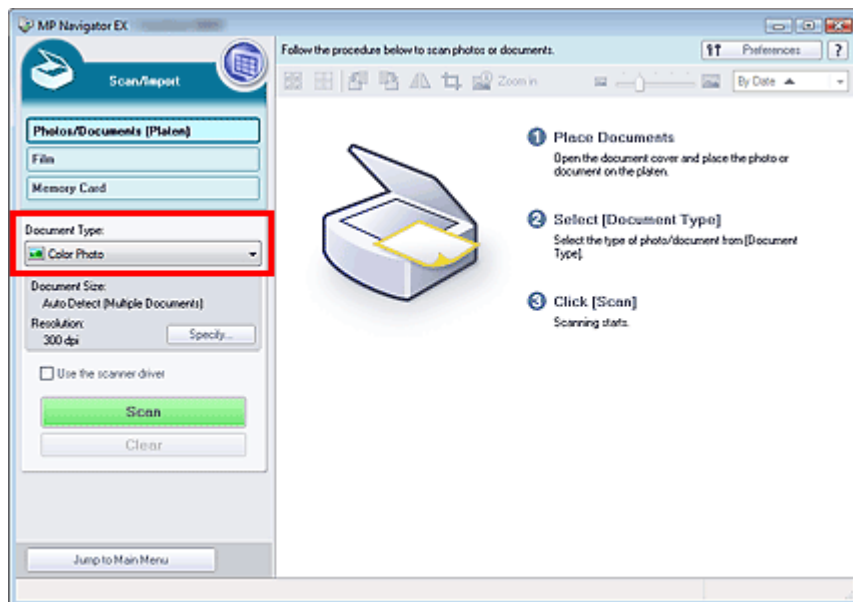 MP Navigator EX
Scan/Import
Photos/Documents (Platen)
Film
Memory Card
Document Type:
Color Photo
Document Size:
Auto Detect (Multiple Documents)
Resolution:
300 dpi
Specify...
Use the scanner driver
Scan
Clear
Jump to Main Menu
Follow the procedure below to scan photos or documents.
Preferences
?
Zoom in
By Date
1 Place Documents
Open the document cover and place the photo or
document on the platen.
2 Select [Document Type]
Select the type of photo/document from [Document
Type].
3 Click [Scan]
Scanning starts.